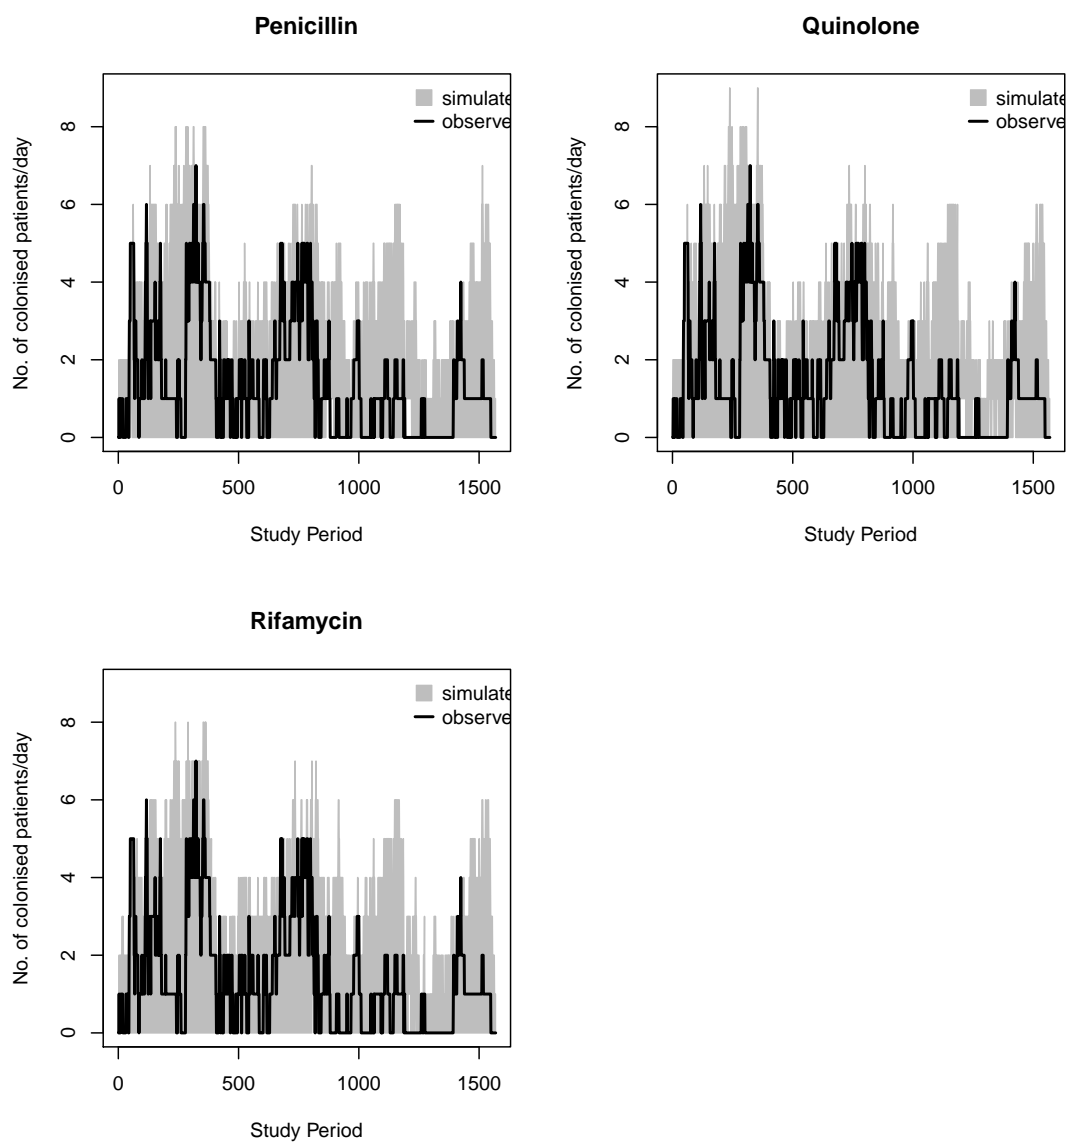 Penicillin
No. of colonised patients/day
8
6
4
2
0
simulate
observe
0 500 1000 1500
Study Period
Quinolone
No. of colonised patients/day
8
6
4
2
0
simulate
observe
0 500 1000 1500
Study Period
Rifamycin
No. of colonised patients/day
8
6
4
2
0
simulate
observe
0 500 1000 1500
Study Period